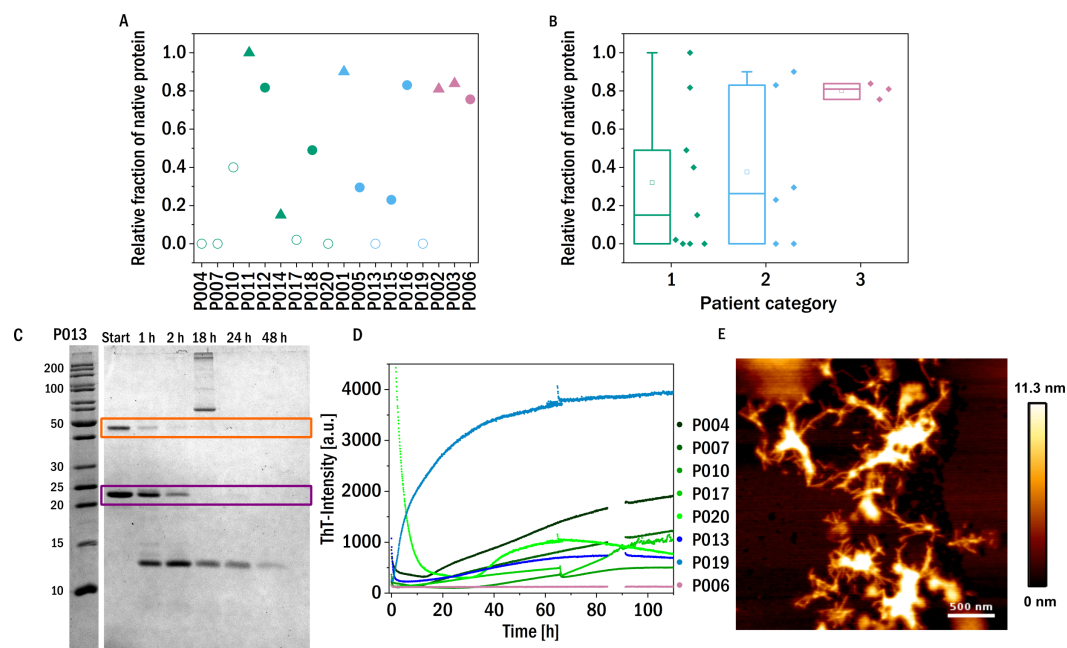 A
Relative fraction of native protein
1.0
0.8
0.6
0.4
0.2
0.0
P004
P007
P010
P011
P012
P014
P017
P018
P020
P001
P005
P013
P015
P016
P019
P002
P003
P006
B
Relative fraction of native protein
1.0
0.8
0.6
0.4
0.2
0.0
1 2 3
Patient category
C
P013 Start 1 h 2 h 18 h 24 h 48 h
200
100
50
30
25
20
15
10
D
ThT-Intensity [a.u.]
4000
3000
2000
1000
500
0
0 20 40 60 80 100
Time [h]
P004
P007
P010
P017
P020
P013
P019
P006
E
500 nm
11.3 nm
0 nm